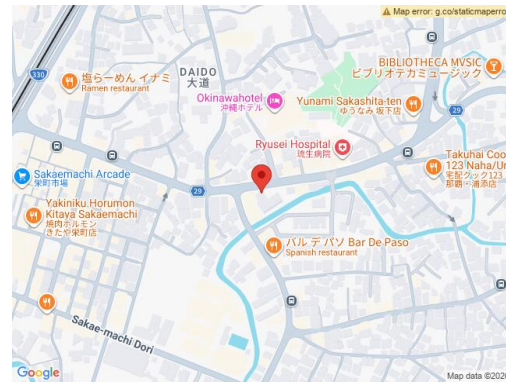 Map error: g.co/staticmaperro
BIBLIOTHECA MVSIC
ビブリオテカミュージック
330
塩らーめん イナミ
Ramen restaurant
DAIDO
大道
Okinawahotel
沖縄ホテル
Yunami Sakashita-ten
ゆうなみ 坂下店
Ryusei Hospital
琉生病院
Takuhai Coo
123 Naha/Ur
宅配クック123
那覇・浦添店
Sakaemachi Arcade
栄町市場
29
29
Yakiniku Horumon
Kitaya Sakaemachi
焼肉ホルモン
きたや栄町店
バル デ パソ Bar De Paso
Spanish restaurant
Sakae-machi Dori
Google
Map data ©2026